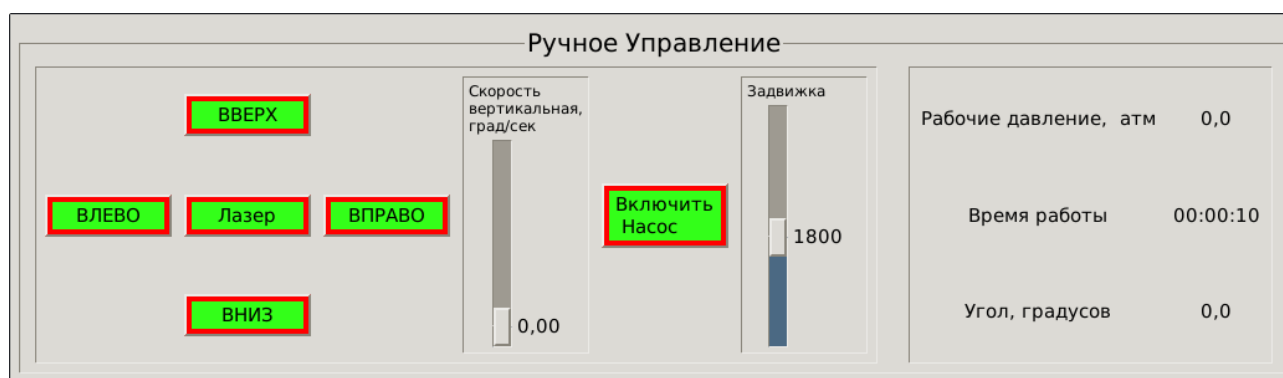 Ручное Управление
ВВЕРХ
ВЛЕВО
Лазер
ВПРАВО
ВНИЗ
Скорость
вертикальная,
град/сек
0,00
Включить
Насос
Задвижка
1800
Рабочие давление, атм 0,0
Время работы 00:00:10
Угол, градусов 0,0